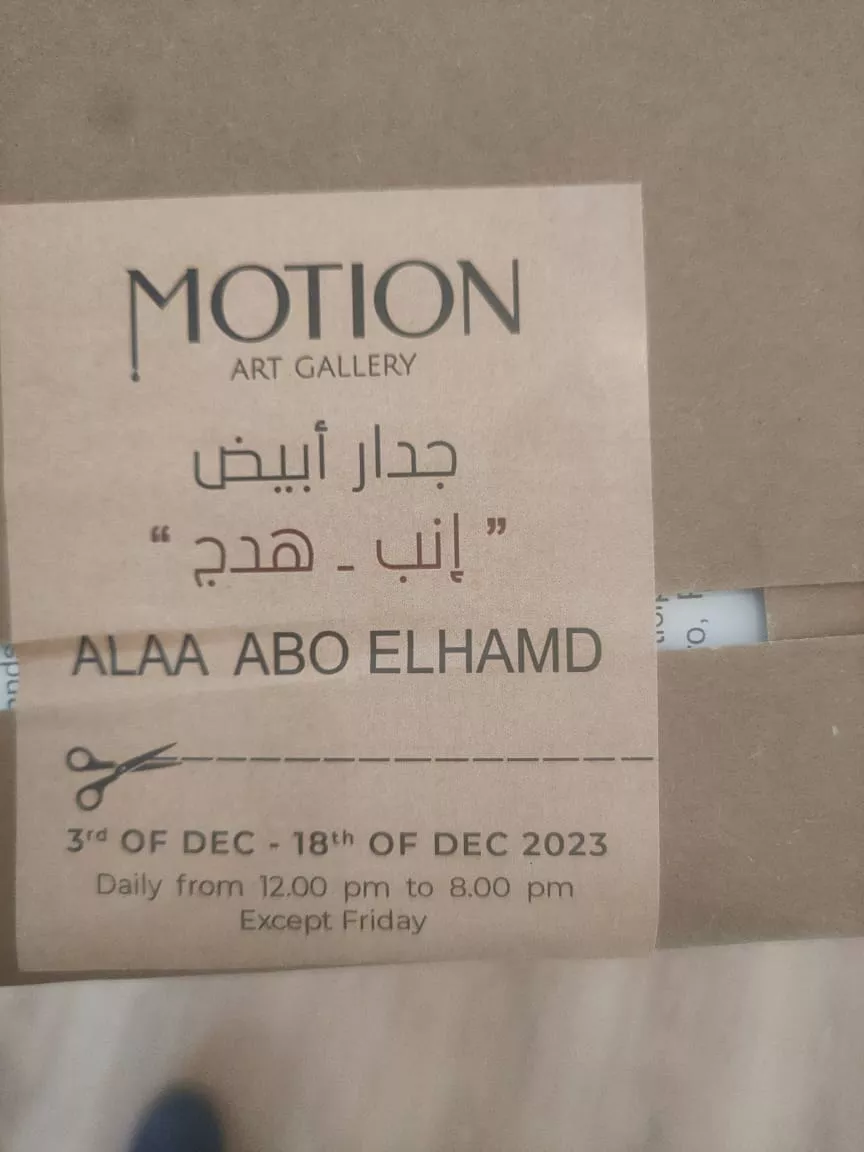 MOTION
ART GALLERY
جدار أبيض
" إنب - هدج "
ALAA ABO ELHAMD
3rd OF DEC - 18th OF DEC 2023
Daily from 12.00 pm to 8.00 pm
Except Friday